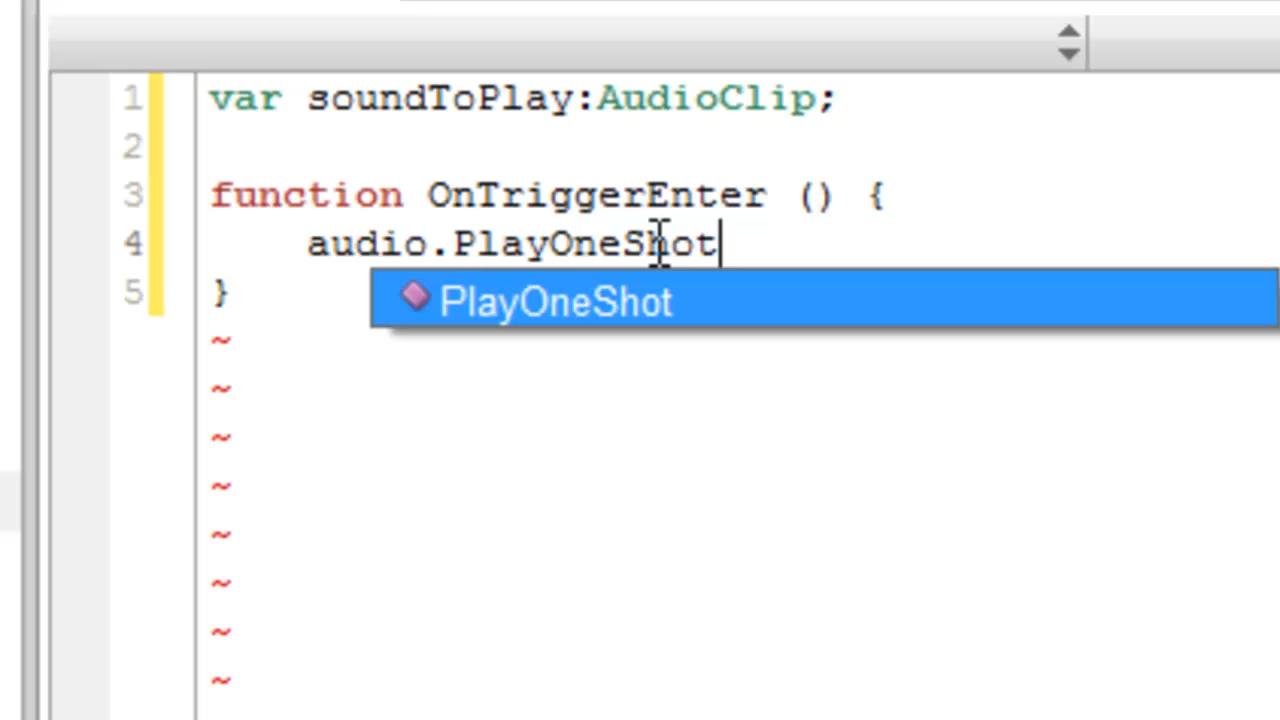 1 var soundToPlay:AudioClip;
2
3 function OnTriggerEnter () {
4 audio.PlayOneShot
PlayOneShot
5 }
~
~
~
~
~
~
~
~